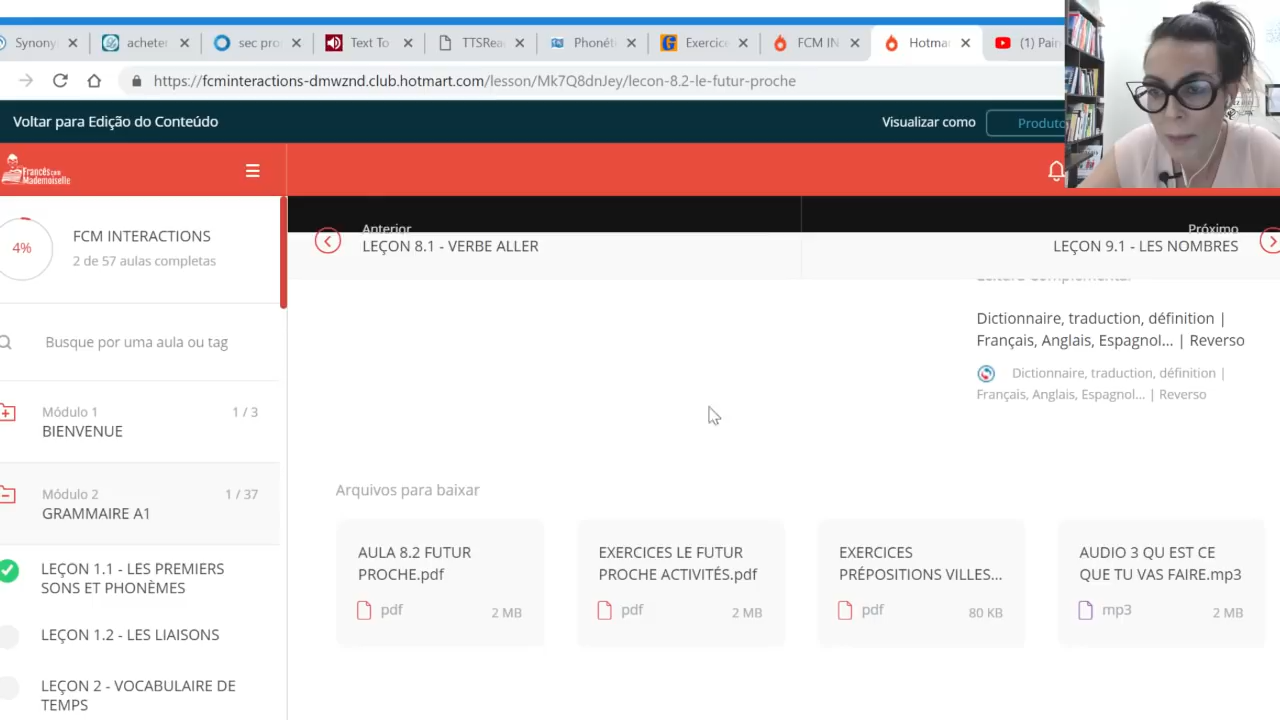 Synony
acheter
sec pro
Text To
TTSRea
Phonét
Exercice
FCM IN
Hotmar
(1) Pain
https://fcminteractions-dmwznd.club.hotmart.com/lesson/Mk7Q8dnJey/lecon-8.2-le-futur-proche
Voltar para Edição do Conteúdo
Visualizar como
Produto
Francêscom
Mademoiselle
4%
FCM INTERACTIONS
2 de 57 aulas completas
Busque por uma aula ou tag
Módulo 1
1 / 3
BIENVENUE
Módulo 2
1 / 37
GRAMMAIRE A1
LEÇON 1.1 - LES PREMIERS
SONS ET PHONÈMES
LEÇON 1.2 - LES LIAISONS
LEÇON 2 - VOCABULAIRE DE
TEMPS
Anterior
LEÇON 8.1 - VERBE ALLER
Próximo
LEÇON 9.1 - LES NOMBRES
Leitura Complementar
Dictionnaire, traduction, définition |
Français, Anglais, Espagnol... | Reverso
Dictionnaire, traduction, définition |
Français, Anglais, Espagnol... | Reverso
Arquivos para baixar
AULA 8.2 FUTUR
PROCHE.pdf
pdf
2 MB
EXERCICES LE FUTUR
PROCHE ACTIVITÉS.pdf
pdf
2 MB
EXERCICES
PRÉPOSITIONS VILLES...
pdf
80 KB
AUDIO 3 QU EST CE
QUE TU VAS FAIRE.mp3
mp3
2 MB